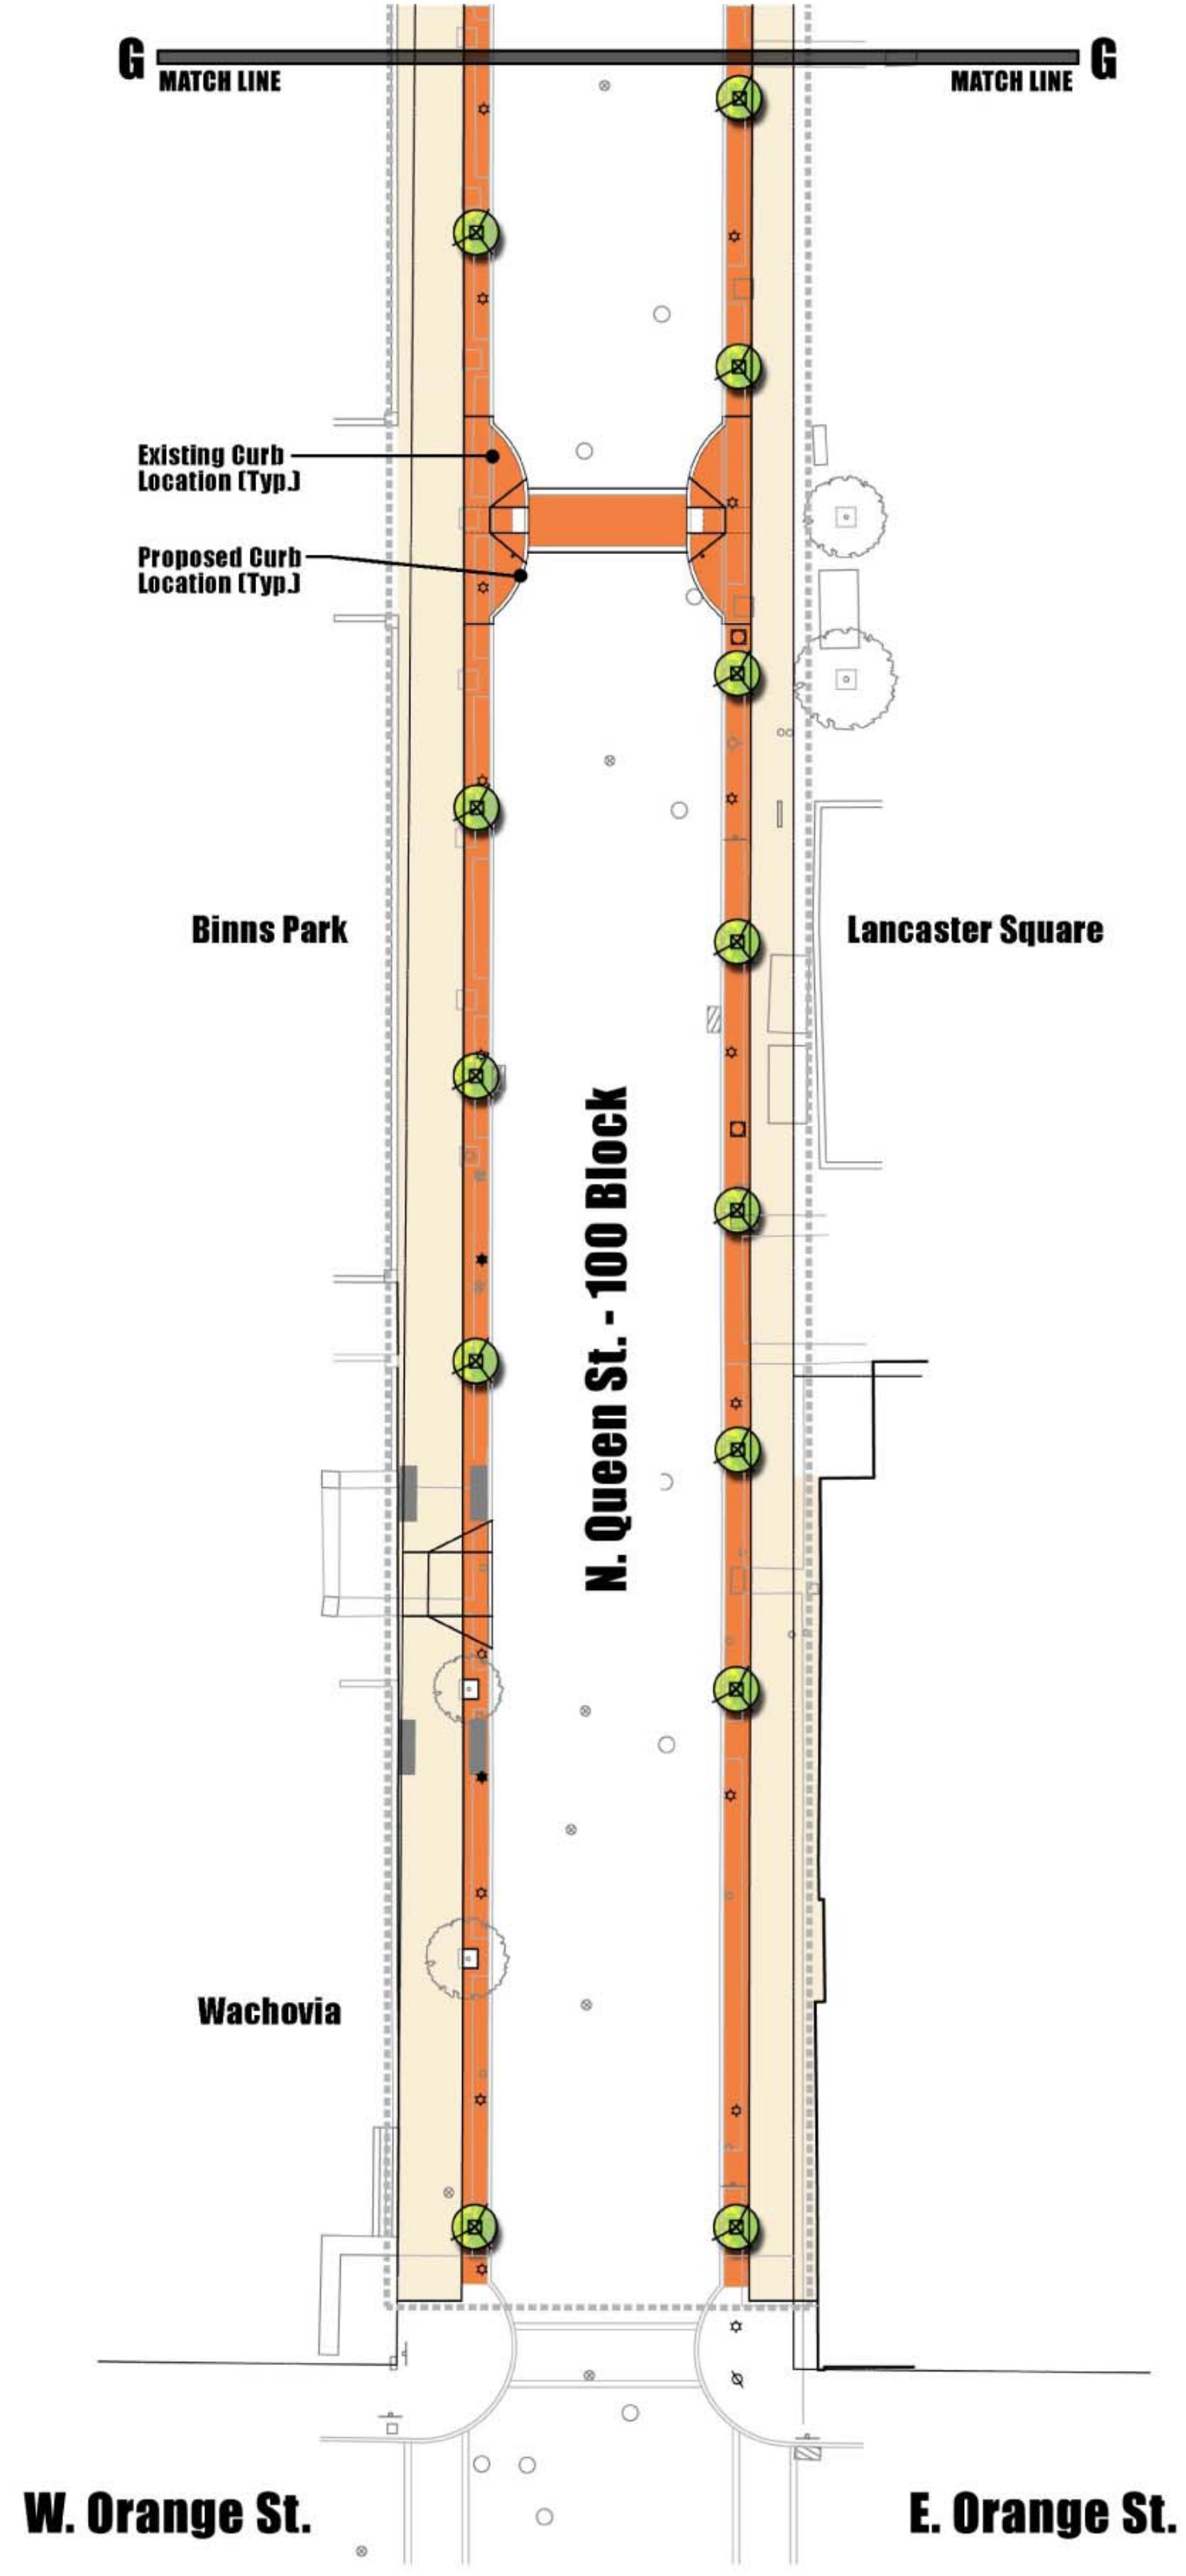 G
G
MATCH LINE
MATCH LINE
Existing Curb
Location (Typ.)
Proposed Curb
Location (Typ.)
Binns Park
Lancaster Square
N. Queen St. - 100 Block
Wachovia
W. Orange St.
E. Orange St.